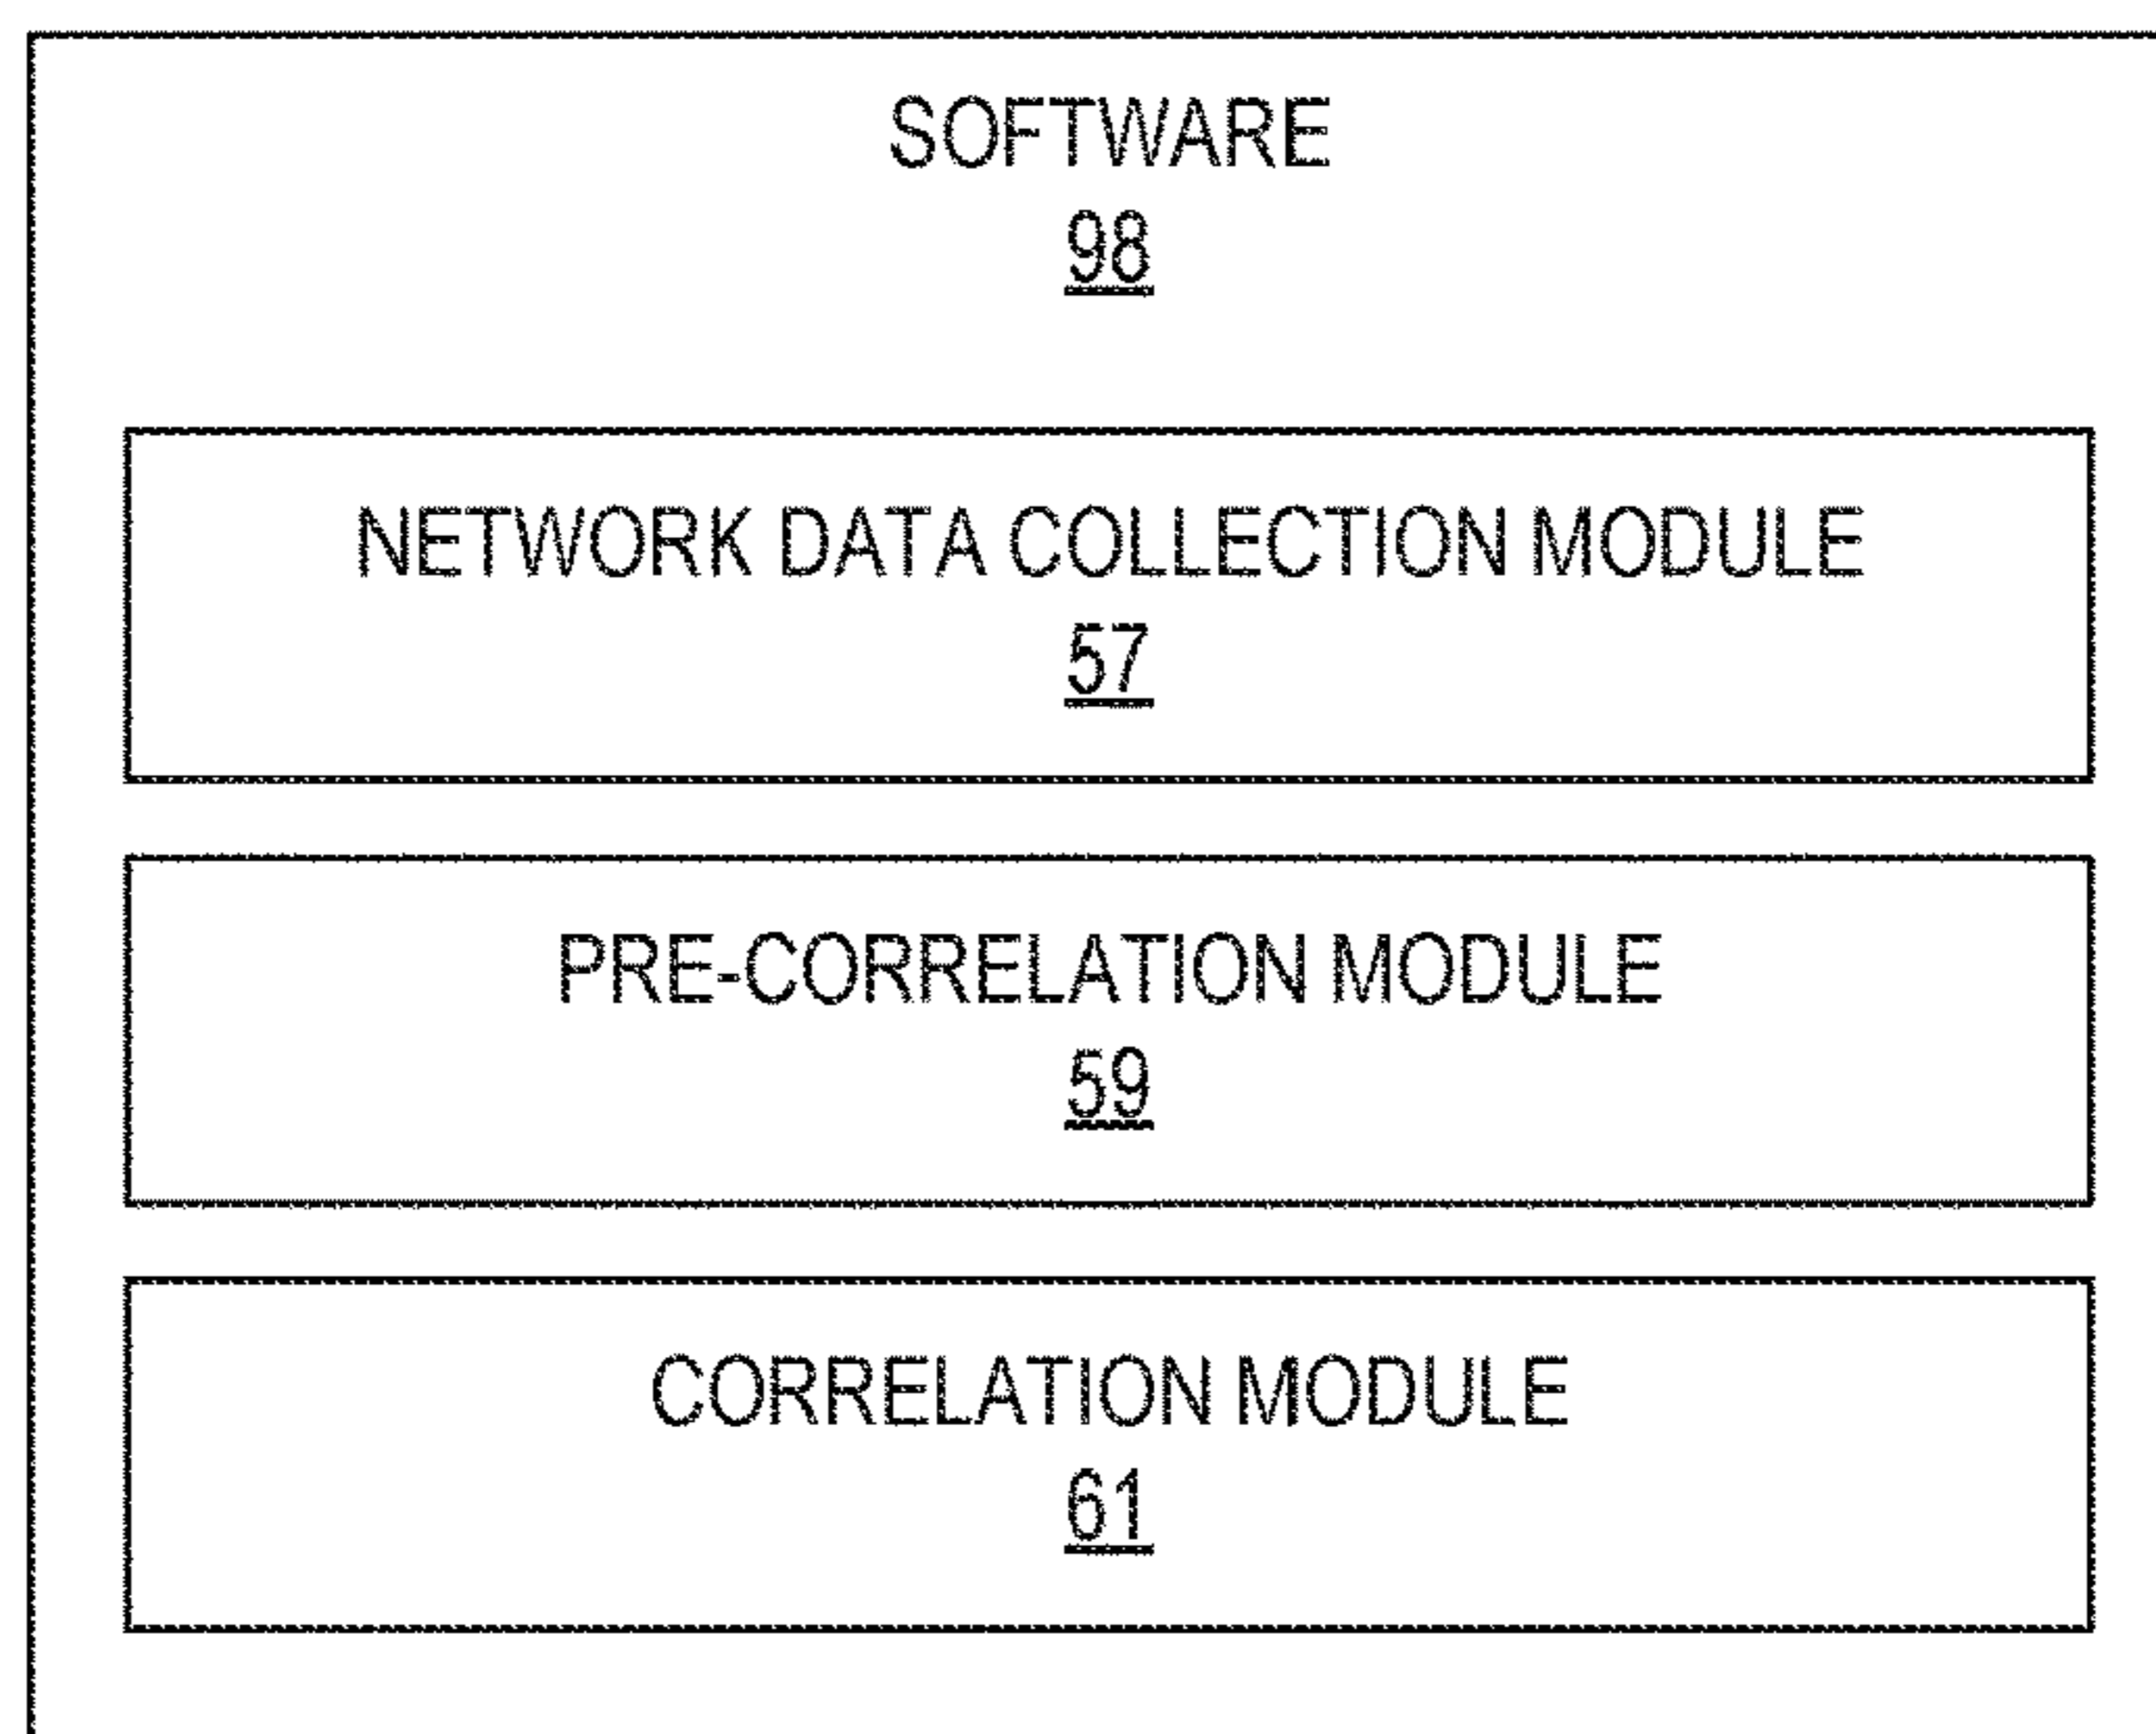 SOFTWARE
98
NETWORK DATA COLLECTION MODULE
57
PRE-CORRELATION MODULE
59
CORRELATION MODULE
61